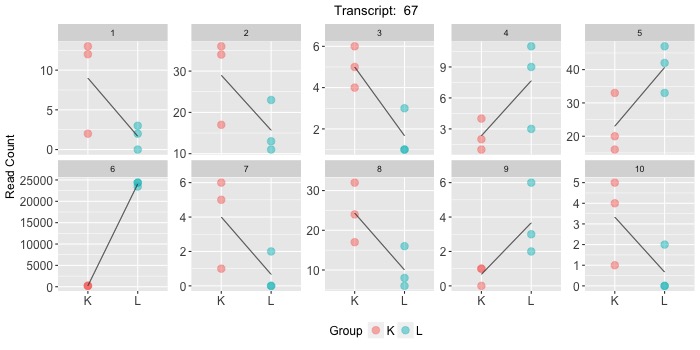 Transcript: 67
1 2 3 4 5
Read Count
10 5 0
30 20 10
6 4 2
9 6 3
40 30 20
6 7 8 9 10
25000 20000 15000 10000 5000 0
6 4 2 0
30 20 10
6 4 2 0
5 4 3 2 1 0
K L K L K L K L K L
Group K L